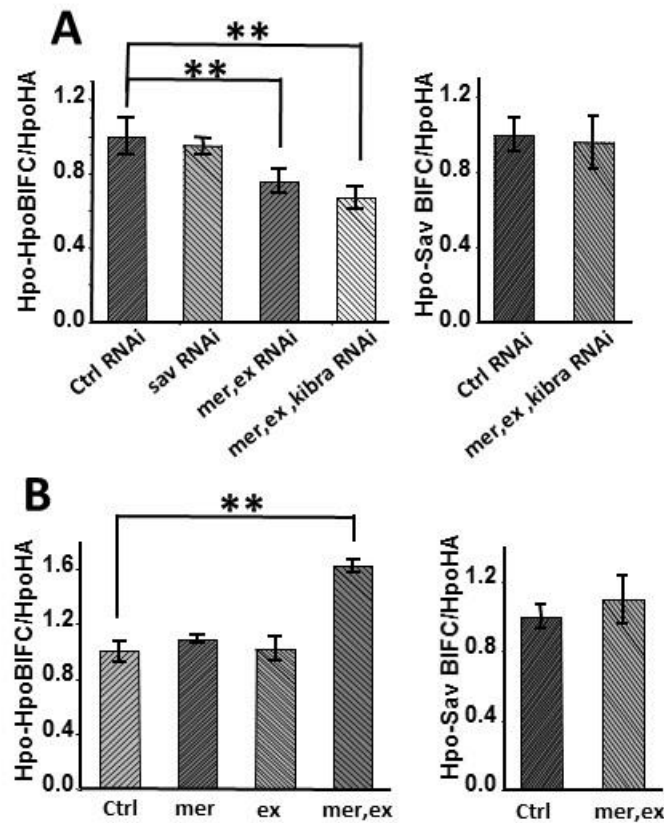 A
**
**
Hpo-HpoBIFC/HpoHA
1.2
0.8
0.4
0.0
Ctrl RNAi
sav RNAi
mer,ex RNAi
mer,ex ,kibra RNAi
Hpo-Sav BIFC/HpoHA
1.2
0.8
0.4
0.0
Ctrl RNAi
mer,ex ,kibra RNAi
B
**
Hpo-HpoBIFC/HpoHA
1.6
1.2
0.8
0.0
Ctrl
mer
ex
mer,ex
Hpo-Sav BIFC/HpoHA
1.2
0.8
0.4
0.0
Ctrl
mer,ex